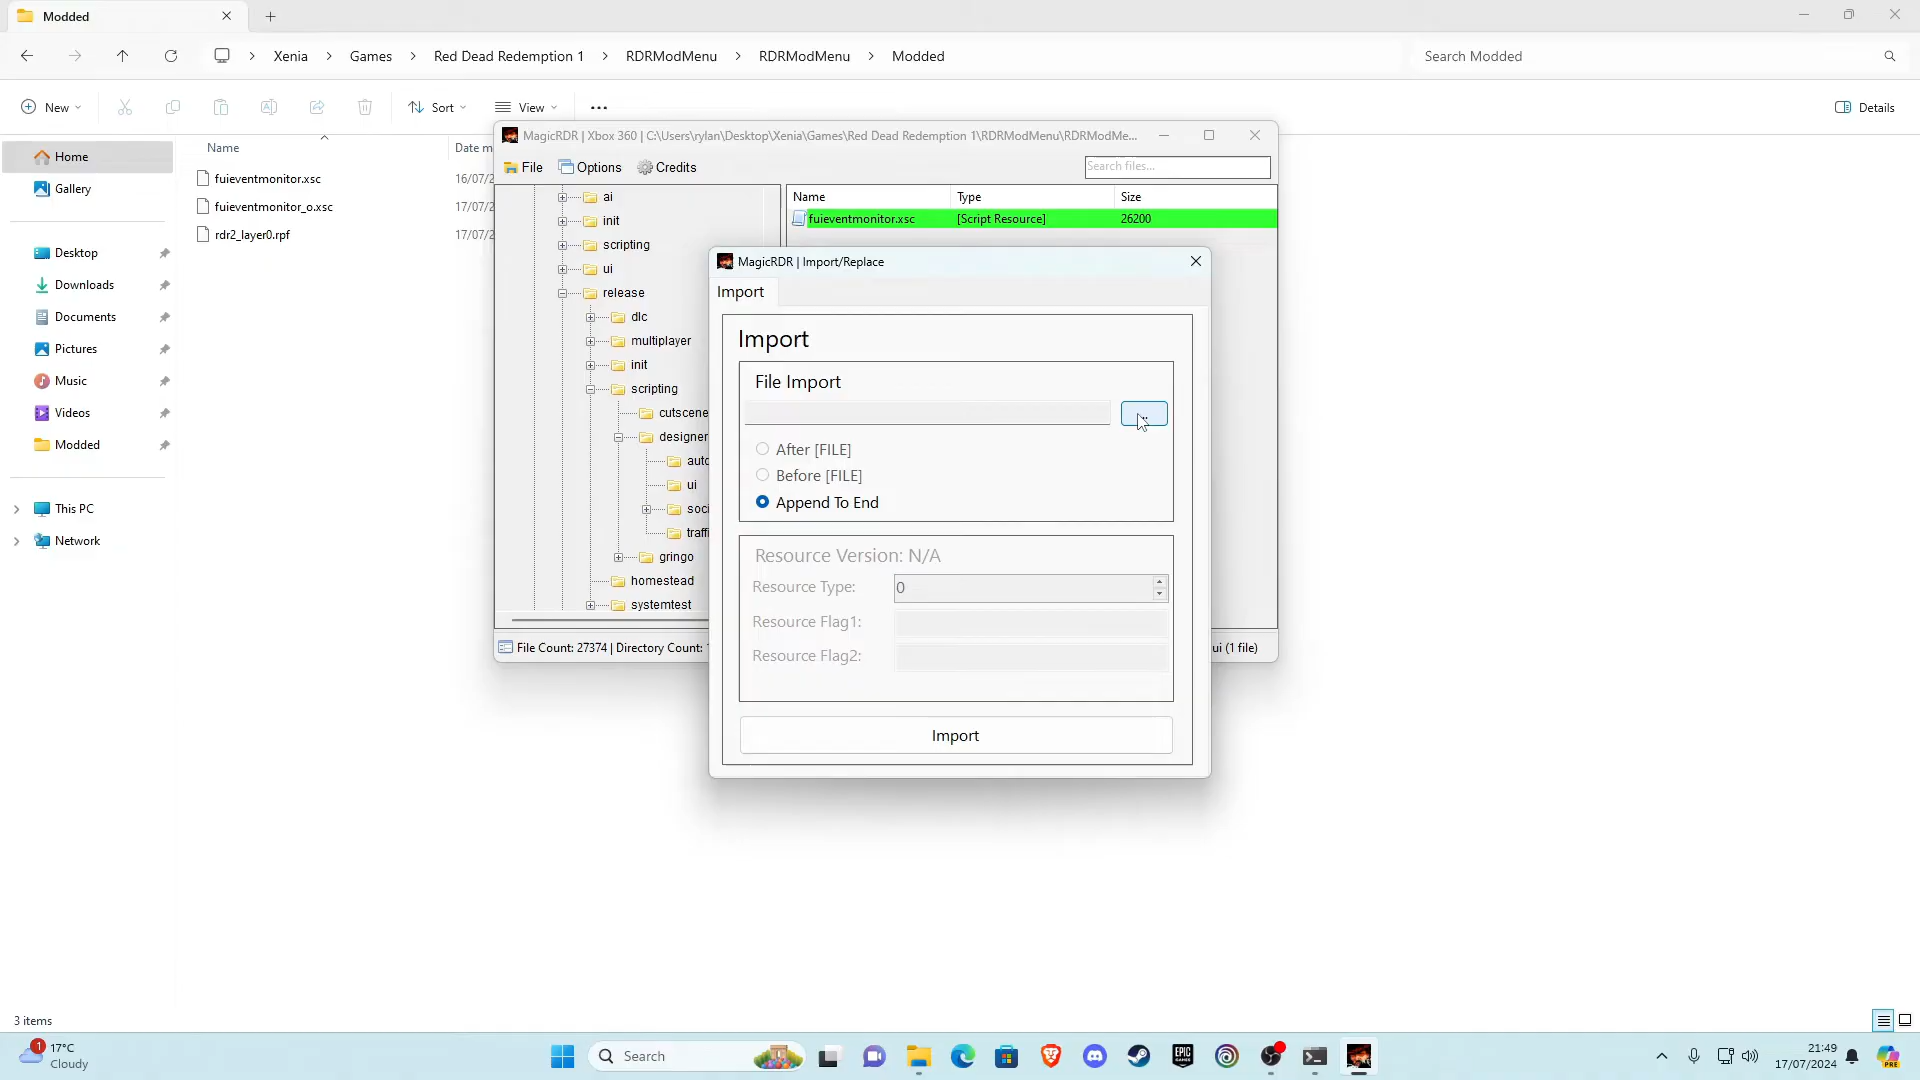 Modded
Xenia > Games > Red Dead Redemption 1 > RDRModMenu > RDRModMenu > Modded
Search Modded
New
Sort
View
Details
Home
Gallery
Desktop
Downloads
Documents
Pictures
Music
Videos
Modded
This PC
Network
Name
Date m
fuieventmonitor.xsc
16/07/2
fuieventmonitor_o.xsc
17/07/2
rdr2_layer0.rpf
17/07/2
MagicRDR | Xbox 360 | C:\Users\rylan\Desktop\Xenia\Games\Red Dead Redemption 1\RDRModMenu\RDRModMe...
File
Options
Credits
Search files...
ai
init
scripting
ui
release
dlc
multiplayer
init
scripting
cutscene
designer
auto
ui
soci
traffi
gringo
homestead
systemtest
Name
Type
Size
fuieventmonitor.xsc
[Script Resource]
26200
File Count: 27374 | Directory Count:
ui (1 file)
MagicRDR | Import/Replace
Import
Import
File Import
...
After [FILE]
Before [FILE]
Append To End
Resource Version: N/A
Resource Type:
0
Resource Flag1:
Resource Flag2:
Import
3 items
1
17°C
Cloudy
Search
EPIC
GAMES
21:49
17/07/2024
PRE